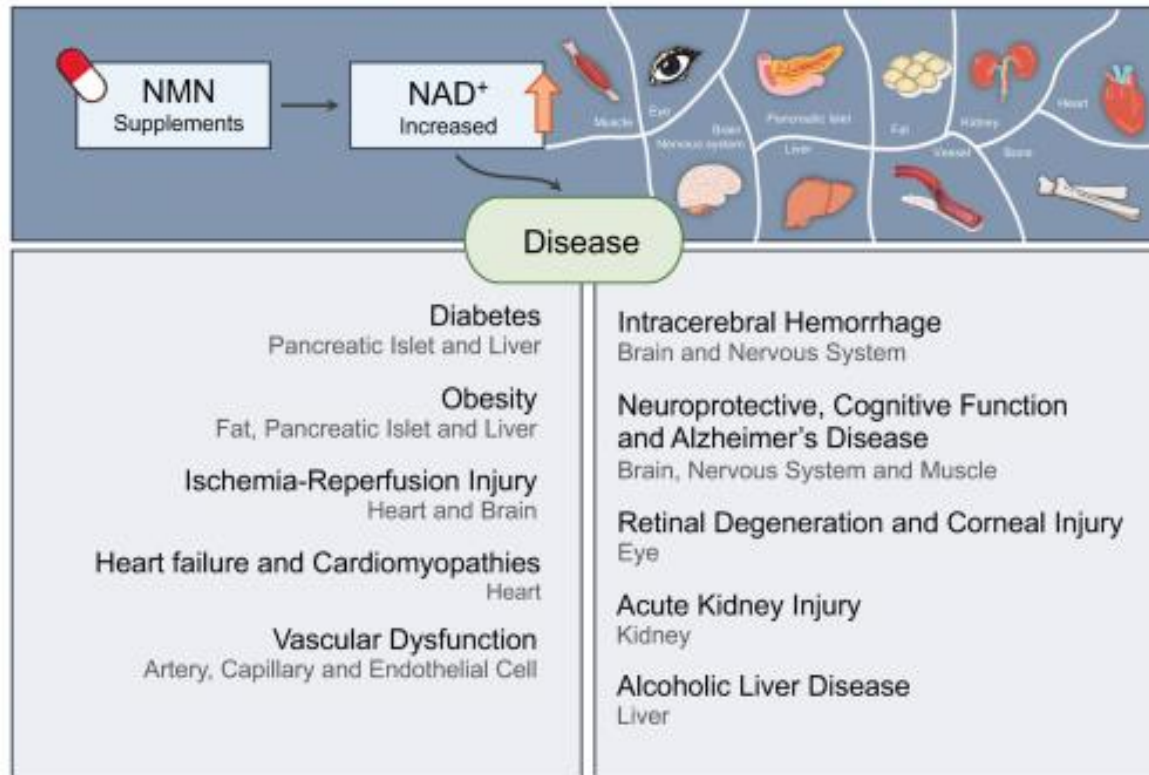 NMN
Supplements
NAD⁺
Increased
Muscle
Eye
Brain
Nervous system
Pancreatic Islet
Liver
Fat
Vessel
Kidney
Bone
Heart
Disease
Diabetes
Pancreatic Islet and Liver
Obesity
Fat, Pancreatic Islet and Liver
Ischemia-Reperfusion Injury
Heart and Brain
Heart failure and Cardiomyopathies
Heart
Vascular Dysfunction
Artery, Capillary and Endothelial Cell
Intracerebral Hemorrhage
Brain and Nervous System
Neuroprotective, Cognitive Function
and Alzheimer's Disease
Brain, Nervous System and Muscle
Retinal Degeneration and Corneal Injury
Eye
Acute Kidney Injury
Kidney
Alcoholic Liver Disease
Liver